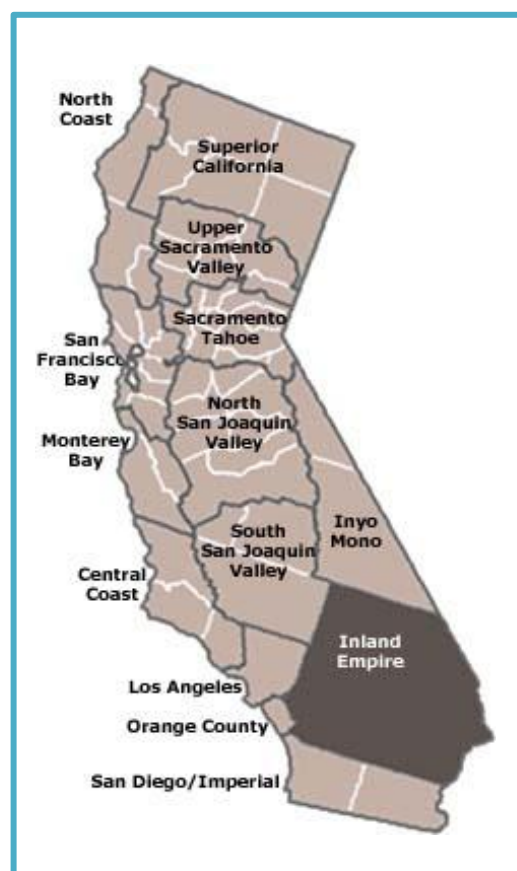 North
Coast
Superior
California
Upper
Sacramento
Valley
Sacramento
Tahoe
San
Francisco
Bay
North
San Joaquin
Valley
Monterey
Bay
South
San Joaquin
Valley
Inyo
Mono
Central
Coast
Inland
Empire
Los Angeles
Orange County
San Diego/Imperial